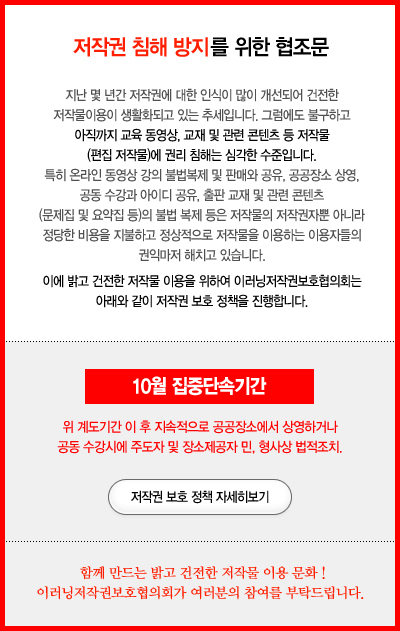 저작권 침해 방지를 위한 협조문
지난 몇 년간 저작권에 대한 인식이 많이 개선되어 건전한
저작물이용이 생활화되고 있는 추세입니다. 그럼에도 불구하고
아직까지 교육 동영상, 교재 및 관련 콘텐츠 등 저작물
(편집 저작물)에 권리 침해는 심각한 수준입니다.
특히 온라인 동영상 강의 불법복제 및 판매와 공유, 공공장소 상영,
공동 수강과 아이디 공유, 출판 교재 및 관련 콘텐츠
(문제집 및 요약집 등)의 불법 복제 등은 저작물의 저작권자뿐 아니라
정당한 비용을 지불하고 정상적으로 저작물을 이용하는 이용자들의
권익마저 해치고 있습니다.
이에 밝고 건전한 저작물 이용을 위하여 이러닝저작권보호협의회는
아래와 같이 저작권 보호 정책을 진행합니다.
10월 집중단속기간
위 계도기간 이 후 지속적으로 공공장소에서 상영하거나
공동 수강시에 주도자 및 장소제공자 민, 형사상 법적조치.
저작권 보호 정책 자세히보기
함께 만드는 밝고 건전한 저작물 이용 문화 !
이러닝저작권보호협의회가 여러분의 참여를 부탁드립니다.